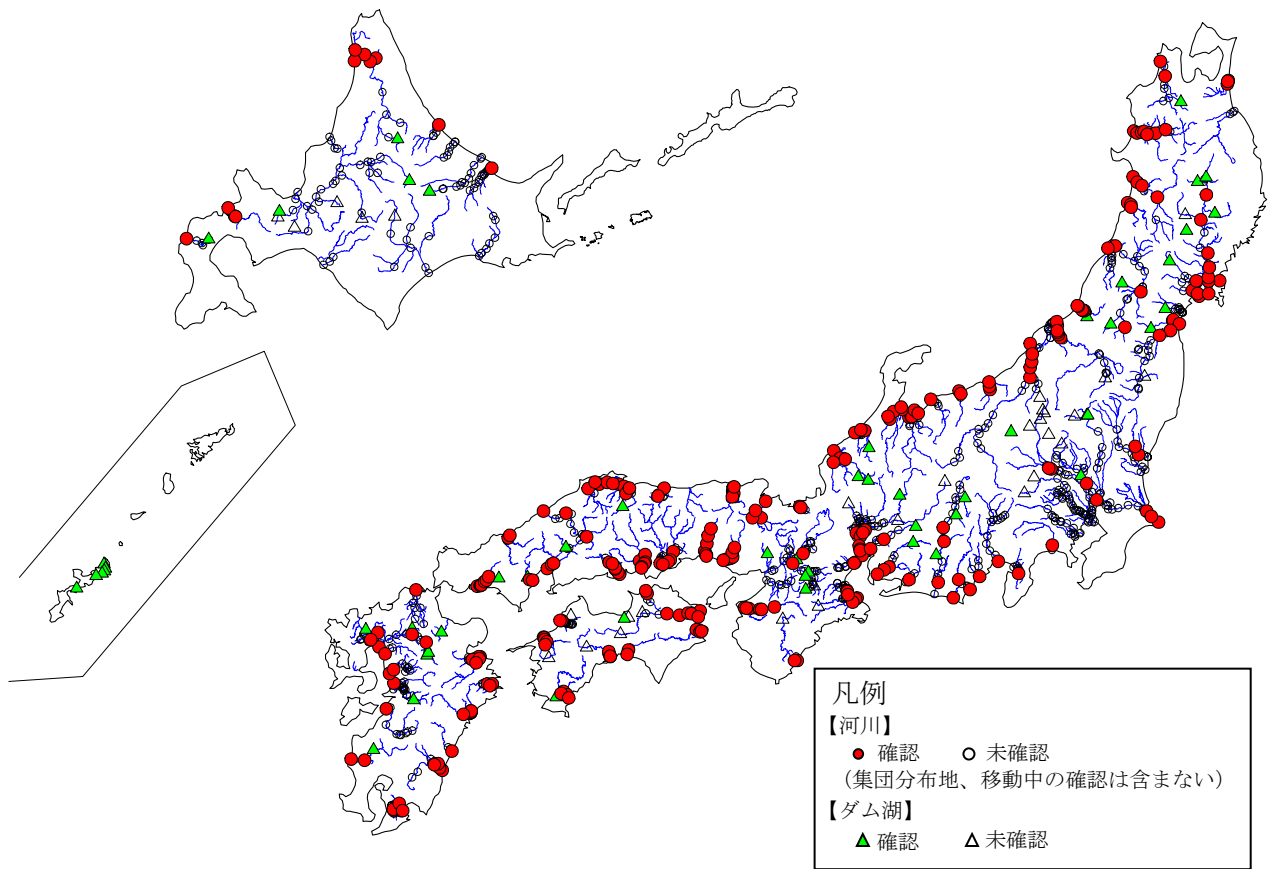 凡例
【河川】
確認 未確認
（集団分布地、移動中の確認は含まない）
【ダム湖】
確認 未確認